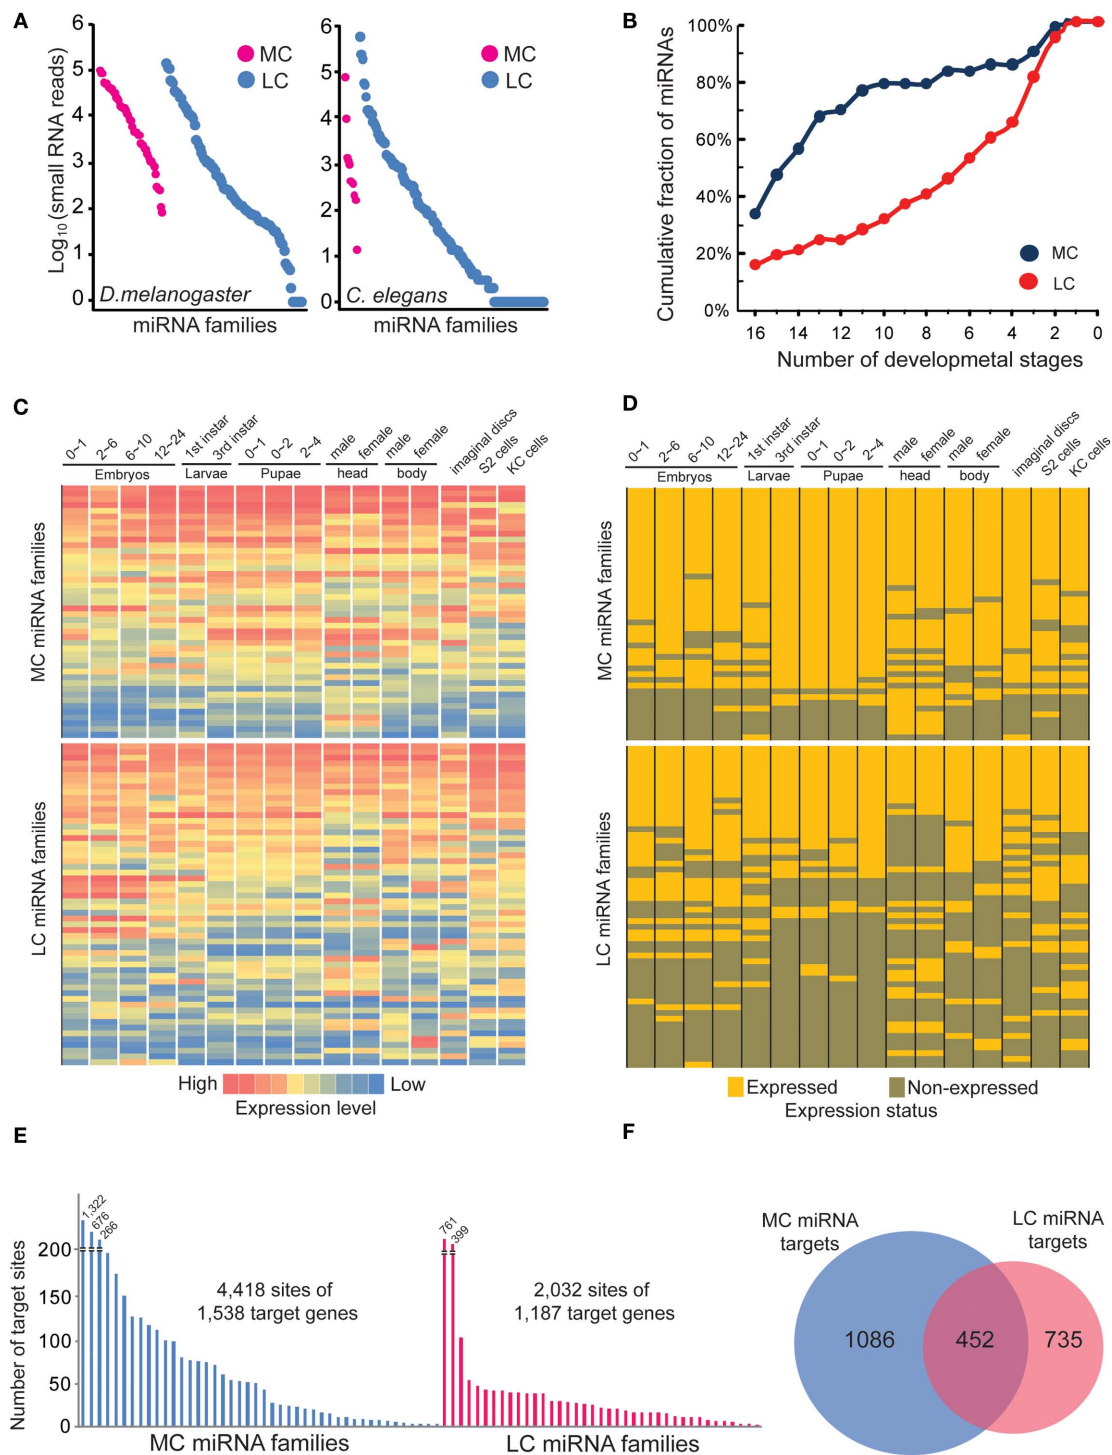 A
6
5
4
3
2
1
0
Log10 (small RNA reads)
MC
LC
D.melanogaster
miRNA families
6
5
4
3
2
1
0
MC
LC
C. elegans
miRNA families
B
100%
80%
60%
40%
20%
0%
Cumulative fraction of miRNAs
MC
LC
16
14
12
10
8
6
4
2
0
Number of developmetal stages
C
0~1
2~6
6~10
12~24
1st instar
3rd instar
0~1
0~2
2~4
male
female
male
female
imaginal discs
S2 cells
KC cells
Embryos
Larvae
Pupae
head
body
MC miRNA families
LC miRNA families
High
Low
Expression level
D
0~1
2~6
6~10
12~24
1st instar
3rd instar
0~1
0~2
2~4
male
female
male
female
imaginal discs
S2 cells
KC cells
Embryos
Larvae
Pupae
head
body
MC miRNA families
LC miRNA families
Expressed
Non-expressed
Expression status
E
Number of target sites
200
150
100
50
0
1,322
676
266
4,418 sites of
1,538 target genes
MC miRNA families
761
399
2,032 sites of
1,187 target genes
LC miRNA families
F
MC miRNA
targets
LC miRNA
targets
1086
452
735